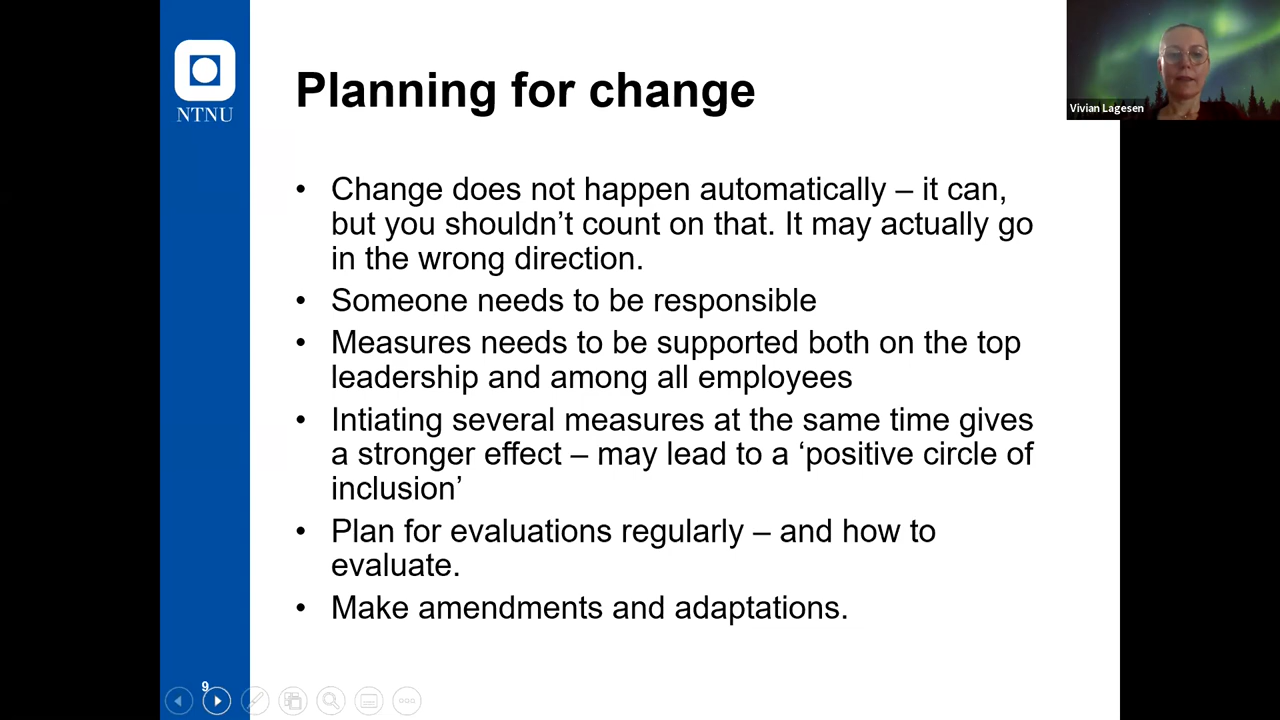 NTNU
Planning for change
Vivian Lagesen
• Change does not happen automatically – it can,
but you shouldn’t count on that. It may actually go
in the wrong direction.
• Someone needs to be responsible
• Measures needs to be supported both on the top
leadership and among all employees
• Intiating several measures at the same time gives
a stronger effect – may lead to a ‘positive circle of
inclusion’
• Plan for evaluations regularly – and how to
evaluate.
• Make amendments and adaptations.
9